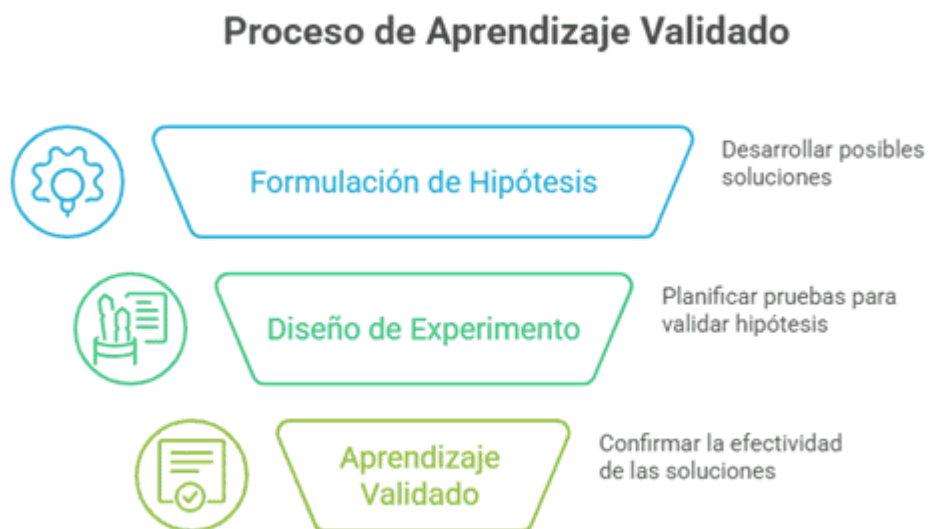 Proceso de Aprendizaje Validado
Formulación de Hipótesis
Desarrollar posibles
soluciones
Diseño de Experimento
Planificar pruebas para
validar hipótesis
Aprendizaje
Validado
Confirmar la efectividad
de las soluciones